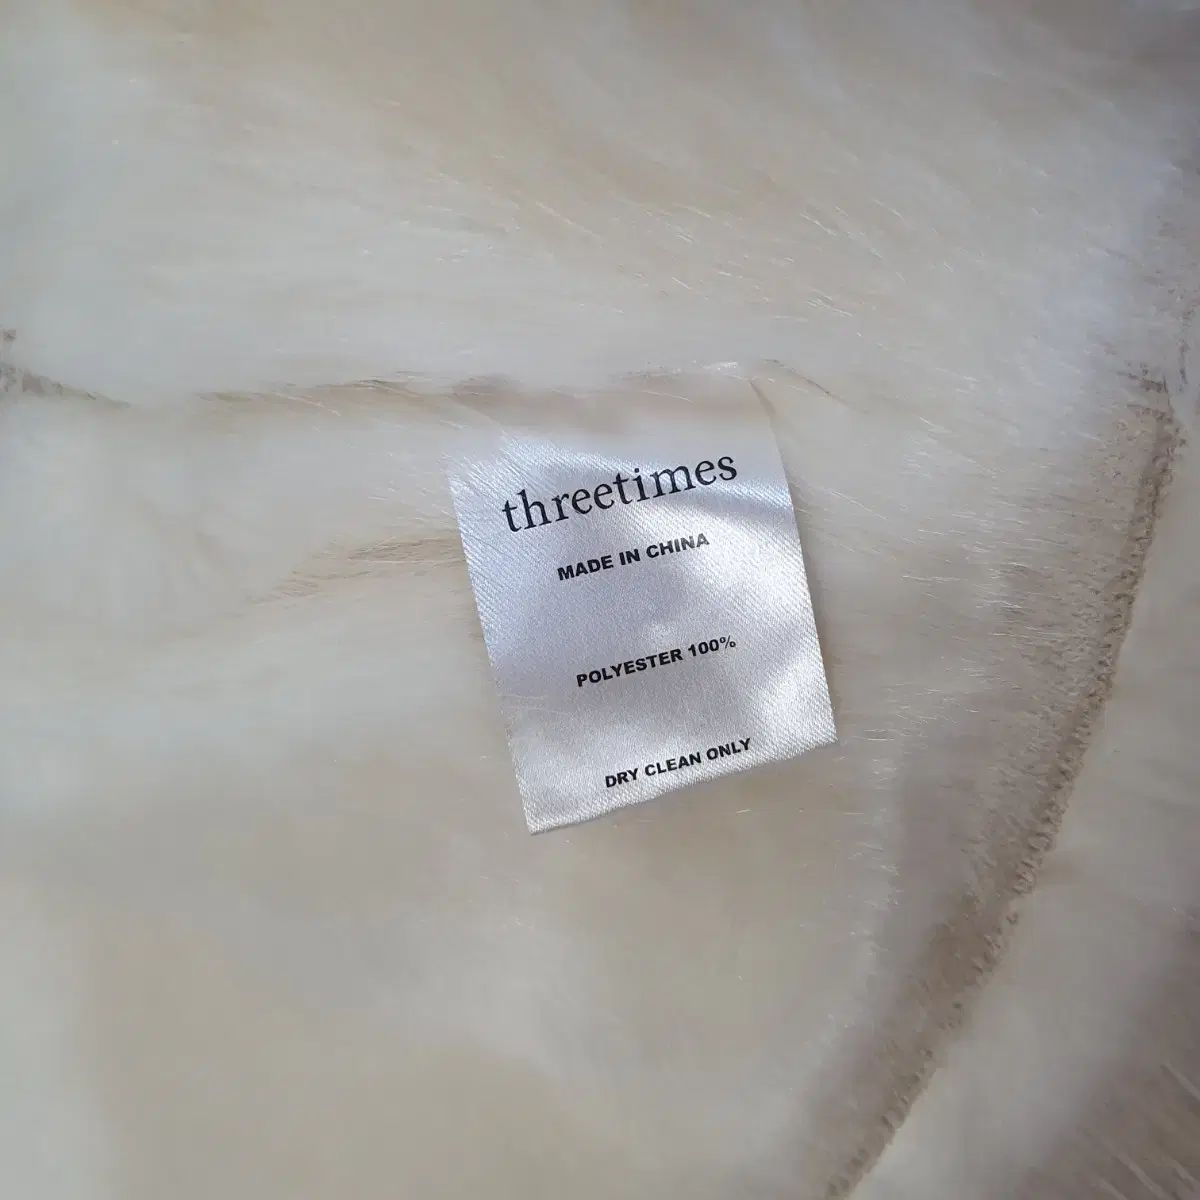 threetimes
MADE IN CHINA
POLYESTER 100%
DRY CLEAN ONLY